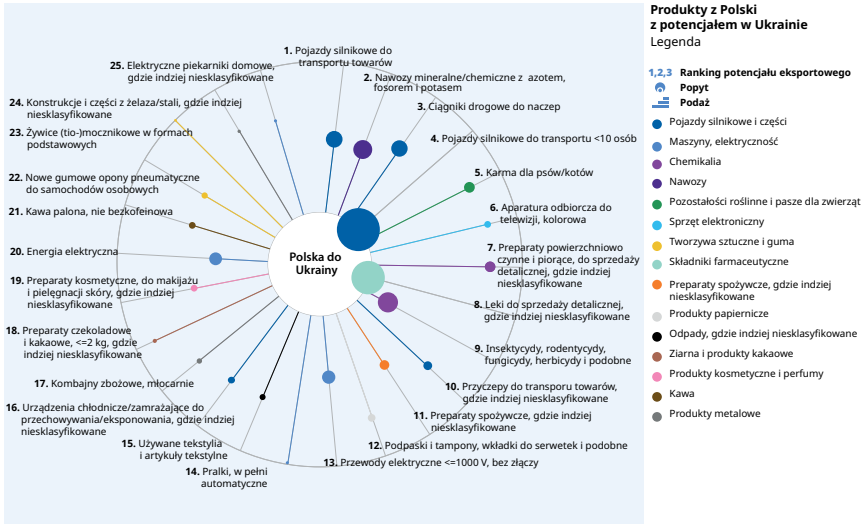 Produkty z Polski
z potencjałem w Ukrainie
Legenda
1,2,3 Ranking potencjału eksportowego
Popyt
Podaż
Pojazdy silnikowe i części
Maszyny, elektryczność
Chemikalia
Nawozy
Pozostałości roślinne i pasze dla zwierząt
Sprzęt elektroniczny
Tworzywa sztuczne i guma
Składniki farmaceutyczne
Preparaty spożywcze, gdzie indziej
niesklasyfikowane
Produkty papiernicze
Odpady, gdzie indziej niesklasyfikowane
Ziarna i produkty kakaowe
Produkty kosmetyczne i perfumy
Kawa
Produkty metalowe
Polska do
Ukrainy
1. Pojazdy silnikowe do
transportu towarów
2. Nawozy mineralne/chemiczne z azotem,
fosorem i potasem
3. Ciągniki drogowe do naczep
4. Pojazdy silnikowe do transportu <10 osób
5. Karma dla psów/kotów
6. Aparatura odbiorcza do
telewizji, kolorowa
7. Preparaty powierzchniowo
czynne i piorące, do sprzedaży
detalicznej, gdzie indziej
niesklasyfikowane
8. Leki do sprzedaży detalicznej,
gdzie indziej niesklasyfikowane
9. Insektycydy, rodentycydy,
fungicydy, herbicydy i podobne
10. Przyczepy do transporu towarów,
gdzie indziej niesklasyfikowane
11. Preparaty spożywcze, gdzie indziej
niesklasyfikowane
12. Podpaski i tampony, wkładki do serwetek i podobne
13. Przewody elektryczne <=1000 V, bez złączy
14. Pralki, w pełni
automatyczne
15. Używane tekstylia
i artykuły tekstylne
16. Urządzenia chłodnicze/zamrażające do
przechowywania/eksponowania, gdzie indziej
niesklasyfikowane
17. Kombajny zbożowe, młocarnie
18. Preparaty czekoladowe
i kakaowe, <=2 kg, gdzie
indziej niesklasyfikowane
19. Preparaty kosmetyczne, do makijażu
i pielęgnacji skóry, gdzie indziej
niesklasyfikowane
20. Energia elektryczna
21. Kawa palona, nie bezkofeinowa
22. Nowe gumowe opony pneumatyczne
do samochodów osobowych
23. Żywice (tio-)mocznikowe w formach
podstawowych
24. Konstrukcje i części z żelaza/stali, gdzie indziej
niesklasyfikowane
25. Elektryczne piekarniki domowe,
gdzie indziej niesklasyfikowane